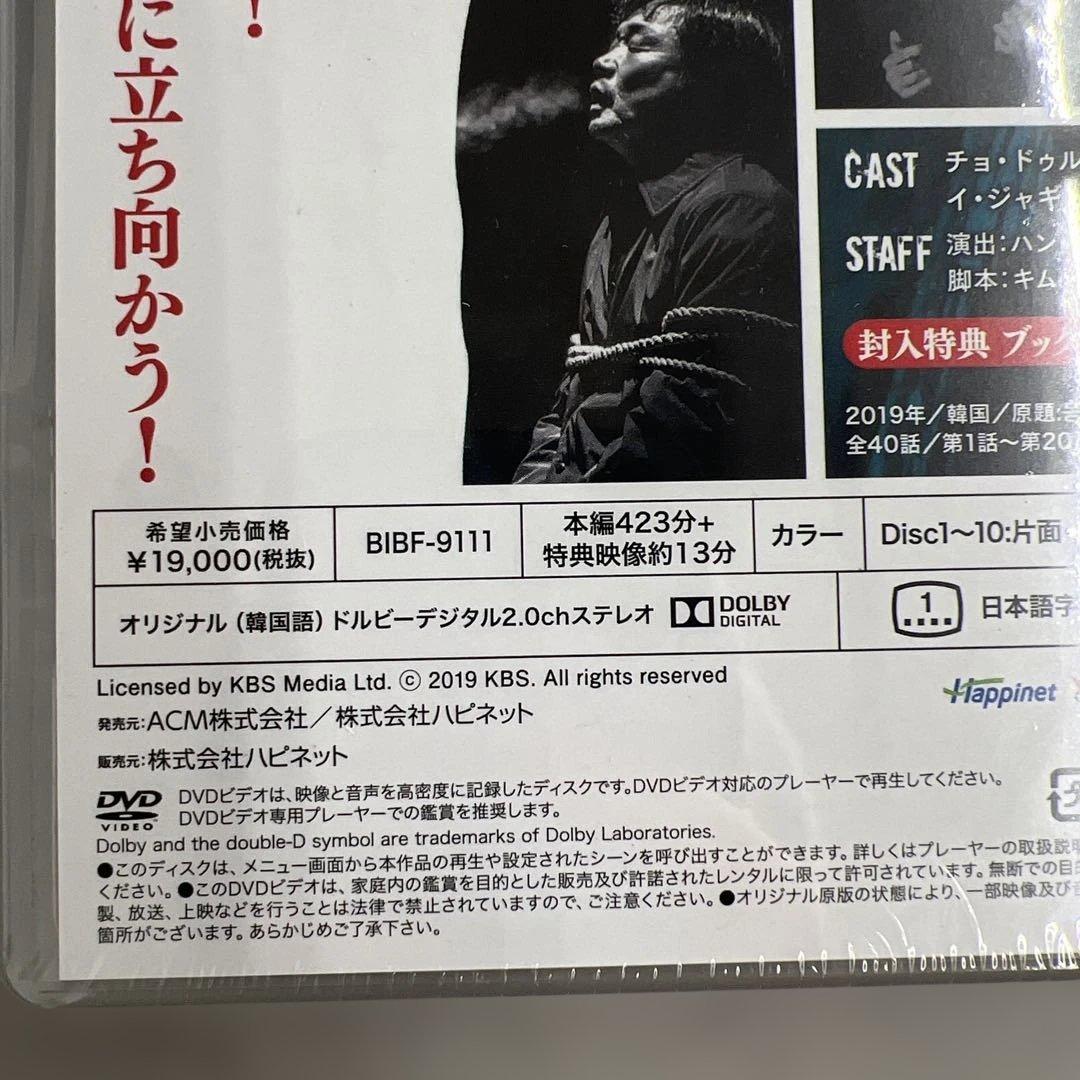 ！
に立ち向かう！
CAST チョ・ドゥル
イ・ジャギ
STAFF 演出：ハン
脚本：キム
封入特典 ブック
2019年／韓国／原題：
全40話／第1話〜第20
希望小売価格
¥19,000(税抜)
BIBF-9111
本編423分+
特典映像約13分
カラー
Disc1〜10:片面
オリジナル（韓国語）ドルビーデジタル2.0chステレオ
DOLBY
DIGITAL
1
日本語字
Licensed by KBS Media Ltd. © 2019 KBS. All rights reserved
発売元:ACM株式会社／株式会社ハピネット
Happinet
販売元:株式会社ハピネット
DVD
VIDEO
DVDビデオは、映像と音声を高密度に記録したディスクです。DVDビデオ対応のプレーヤーで再生してください。
DVDビデオ専用プレーヤーでの鑑賞を推奨します。
Dolby and the double-D symbol are trademarks of Dolby Laboratories.
●このディスクは、メニュー画面から本作品の再生や設定されたシーンを呼び出すことができます。詳しくはプレーヤーの取扱説明
ください。●このDVDビデオは、家庭内の鑑賞を目的とした販売及び許諾されたレンタルに限って許可されています。無断での目的
製、放送、上映などを行うことは法律で禁止されていますので、ご注意ください。●オリジナル原版の状態により、一部映像及び音
箇所がございます。あらかじめご了承下さい。